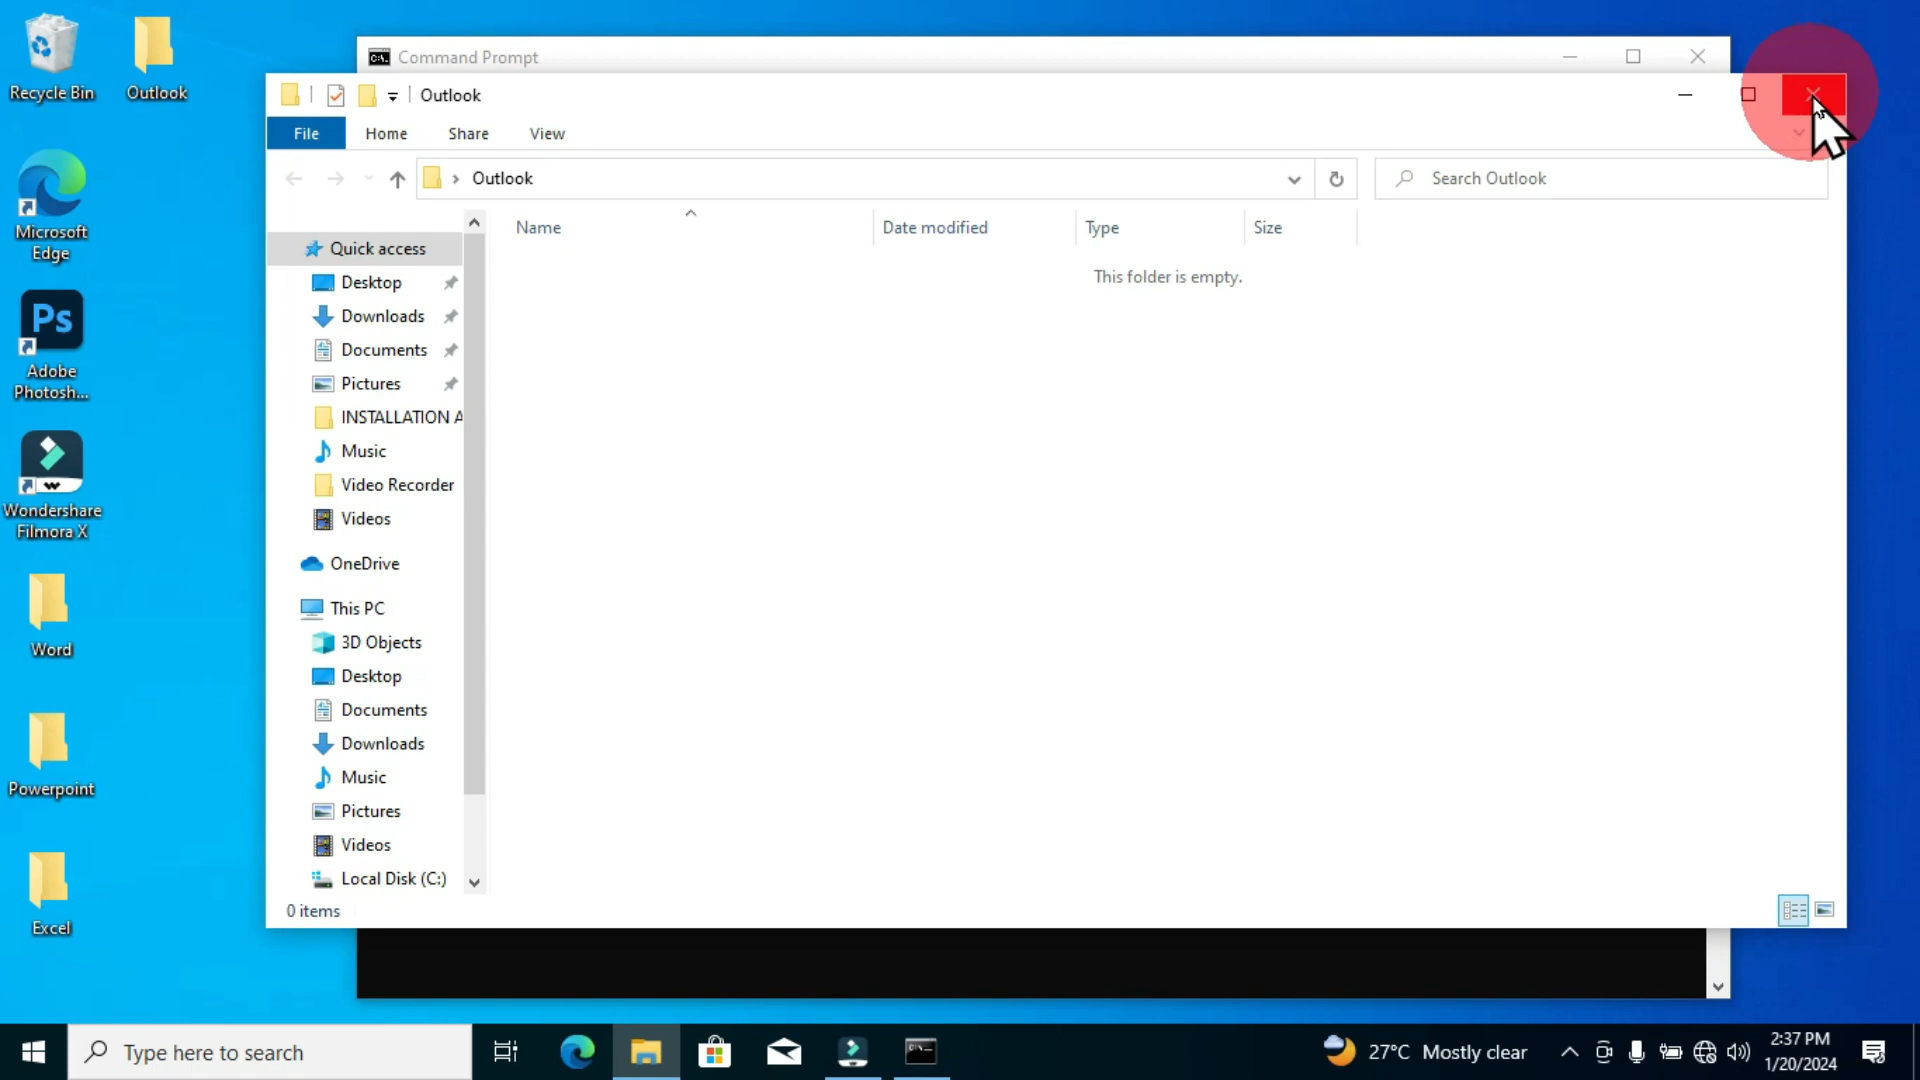 Recycle Bin
Outlook
Microsoft
Edge
Ps
Adobe
Photosh...
Wondershare
Filmora X
Word
Powerpoint
Excel
C:\.
Command Prompt
Outlook
File
Home
Share
View
Outlook
Search Outlook
Name
Date modified
Type
Size
This folder is empty.
Quick access
Desktop
Downloads
Documents
Pictures
INSTALLATION A
Music
Video Recorder
Videos
OneDrive
This PC
3D Objects
Desktop
Documents
Downloads
Music
Pictures
Videos
Local Disk (C:)
0 items
Type here to search
27°C Mostly clear
2:37 PM
1/20/2024